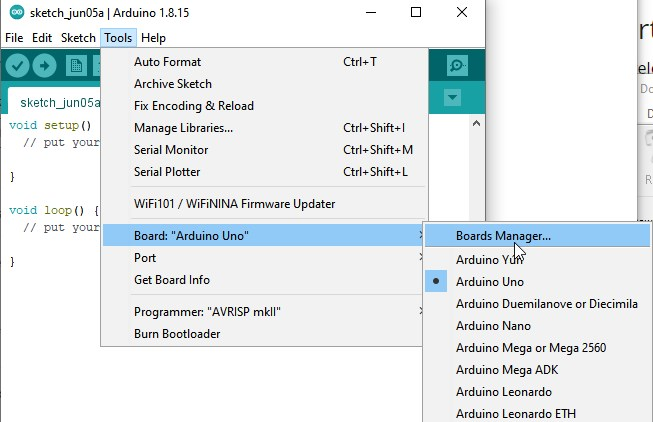 sketch_jun05a | Arduino 1.8.15
File Edit Sketch Tools Help
sketch_jun05a
void setup()
// put your
}
void loop() {
// put your
}
Auto Format Ctrl+T
Archive Sketch
Fix Encoding & Reload
Manage Libraries... Ctrl+Shift+I
Serial Monitor Ctrl+Shift+M
Serial Plotter Ctrl+Shift+L
WiFi101 / WiFiNINA Firmware Updater
Board: "Arduino Uno"
Port
Get Board Info
Programmer: "AVRISP mkII"
Burn Bootloader
Boards Manager...
Arduino Yún
Arduino Uno
Arduino Duemilanove or Diecimila
Arduino Nano
Arduino Mega or Mega 2560
Arduino Mega ADK
Arduino Leonardo
Arduino Leonardo ETH